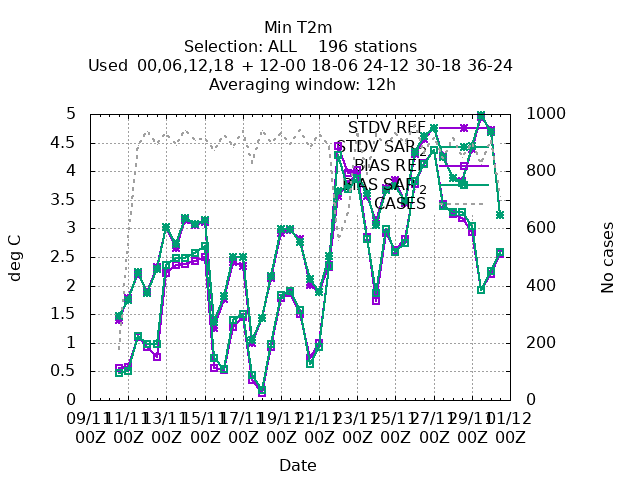 Min T2m
Selection: ALL 196 stations
Used 00,06,12,18 + 12-00 18-06 24-12 30-18 36-24
Averaging window: 12h
5
4.5
4
3.5
3
2.5
2
1.5
1
0.5
0
1000
800
600
400
200
0
deg C
No cases
STDV REF
STDV SAR_2
BIAS REF
BIAS SAR_2
CASES
09/11 11/11 13/11 15/11 17/11 19/11 21/11 23/11 25/11 27/11 29/11 01/12
00Z 00Z 00Z 00Z 00Z 00Z 00Z 00Z 00Z 00Z 00Z 00Z
Date